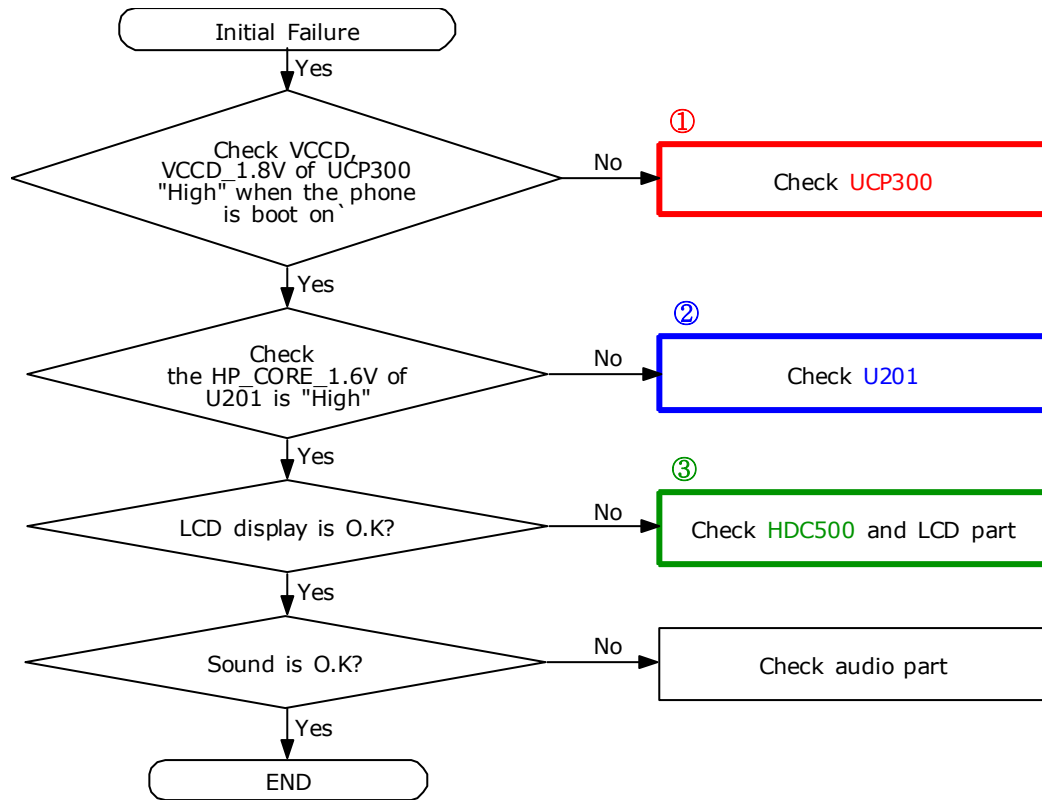 Initial Failure
Yes
Check VCCD,
VCCD_1.8V of UCP300
"High" when the phone
is boot on`
No
①
Check UCP300
Yes
Check
the HP_CORE_1.6V of
U201 is "High"
No
②
Check U201
Yes
LCD display is O.K?
No
③
Check HDC500 and LCD part
Yes
Sound is O.K?
No
Check audio part
Yes
END